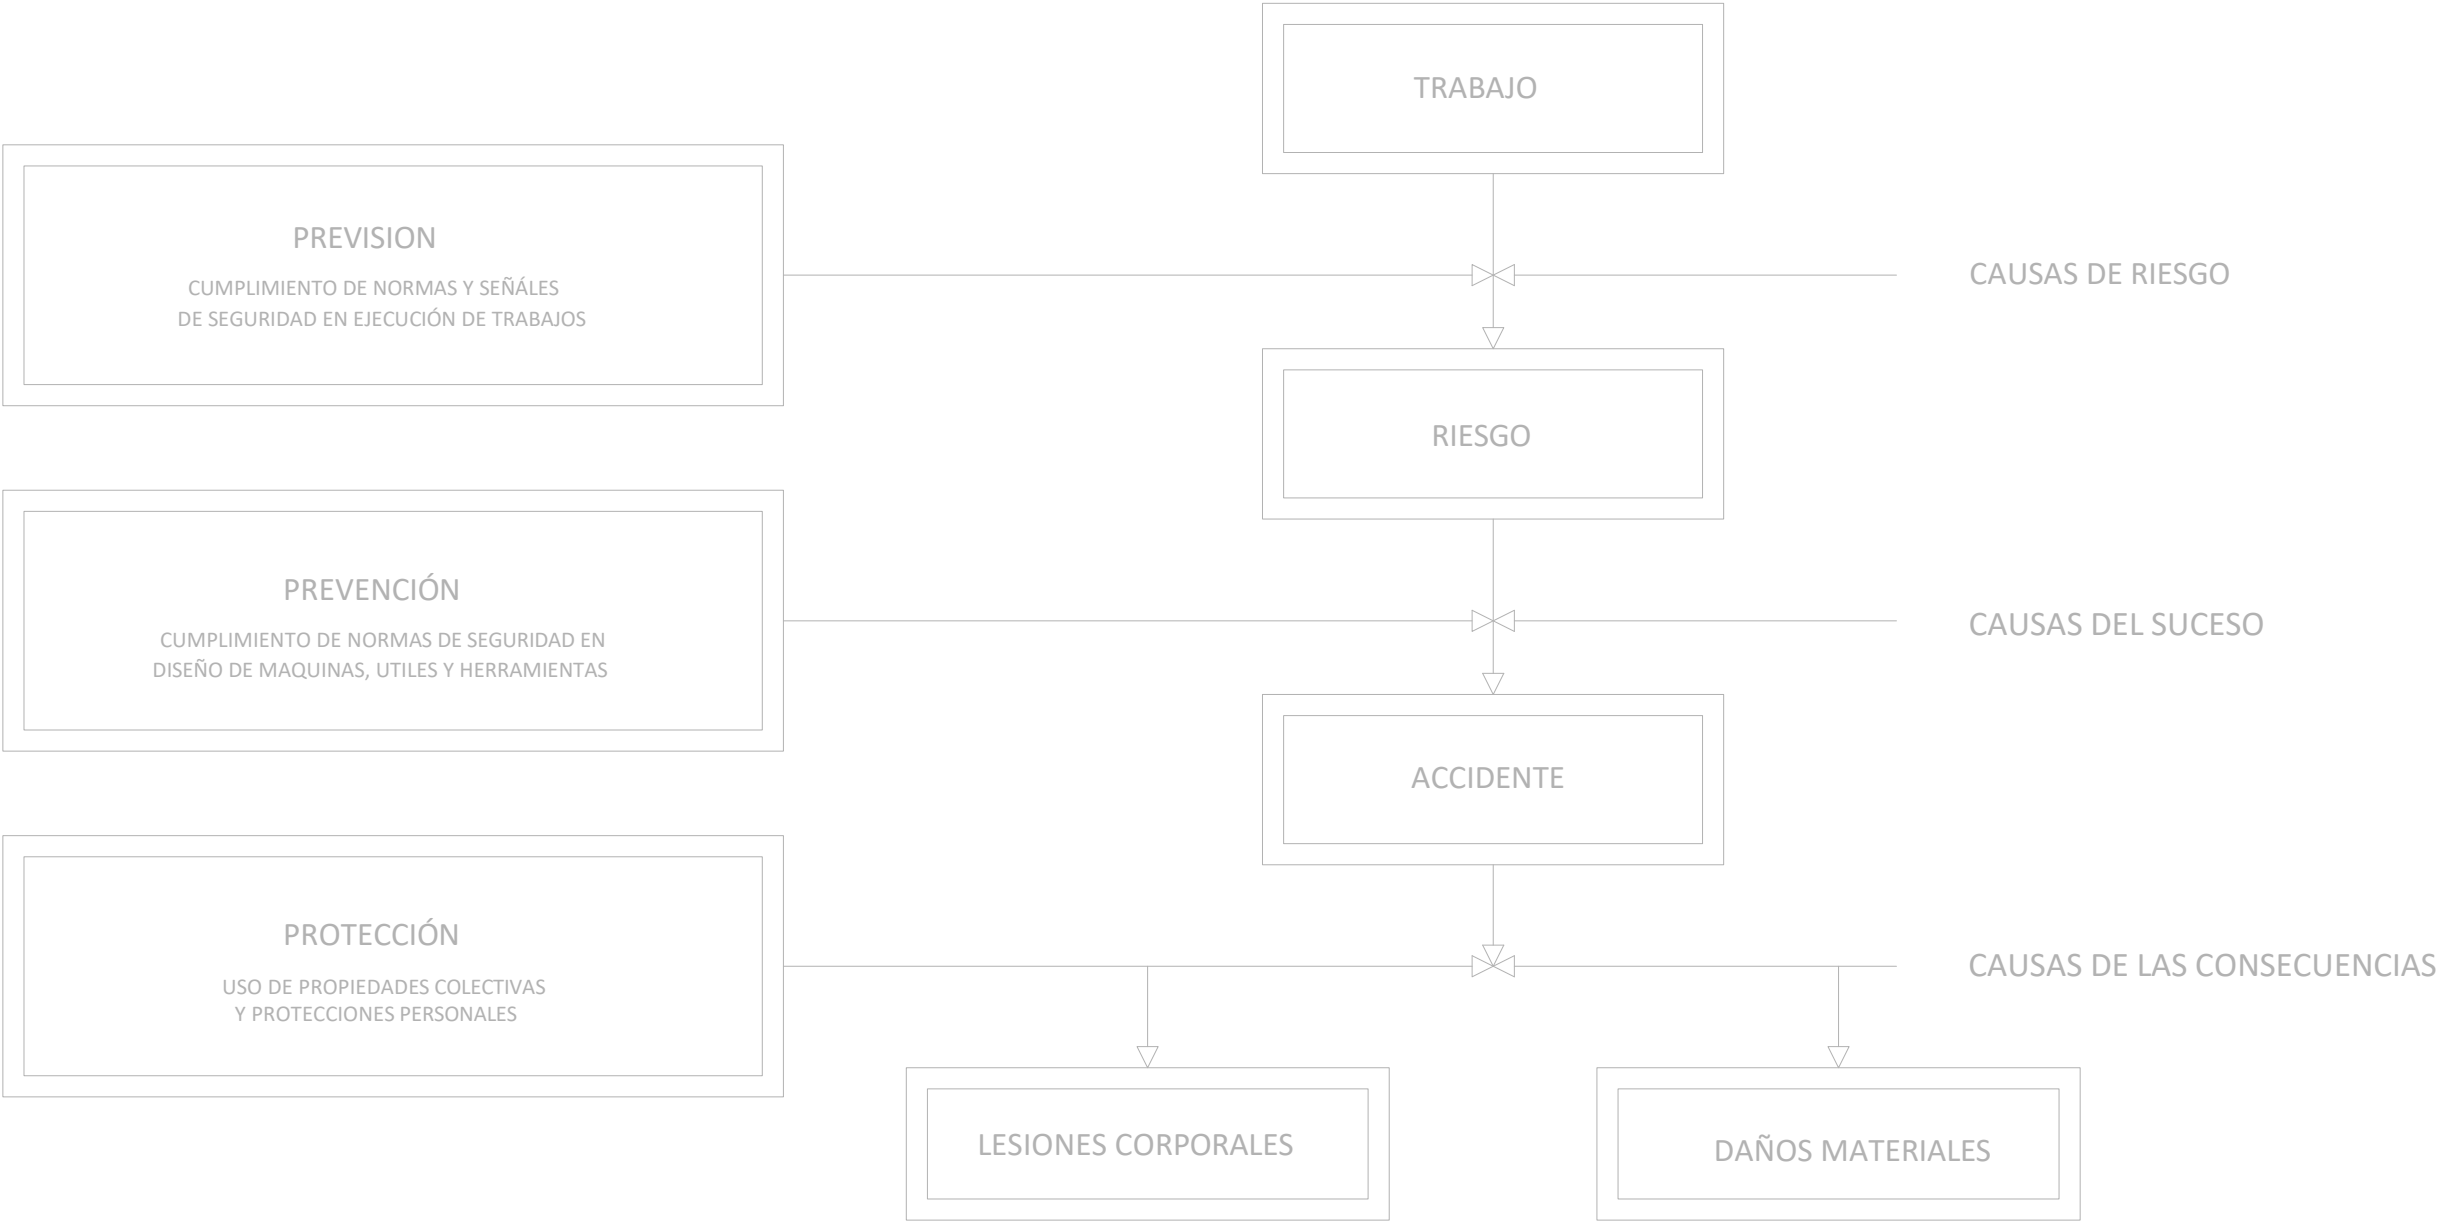 TRABAJO
PREVISION
CUMPLIMIENTO DE NORMAS Y SEÑÁLES
DE SEGURIDAD EN EJECUCIÓN DE TRABAJOS
CAUSAS DE RIESGO
RIESGO
PREVENCIÓN
CUMPLIMIENTO DE NORMAS DE SEGURIDAD EN
DISEÑO DE MAQUINAS, UTILES Y HERRAMIENTAS
CAUSAS DEL SUCESO
ACCIDENTE
PROTECCIÓN
USO DE PROPIEDADES COLECTIVAS
Y PROTECCIONES PERSONALES
CAUSAS DE LAS CONSECUENCIAS
LESIONES CORPORALES
DAÑOS MATERIALES